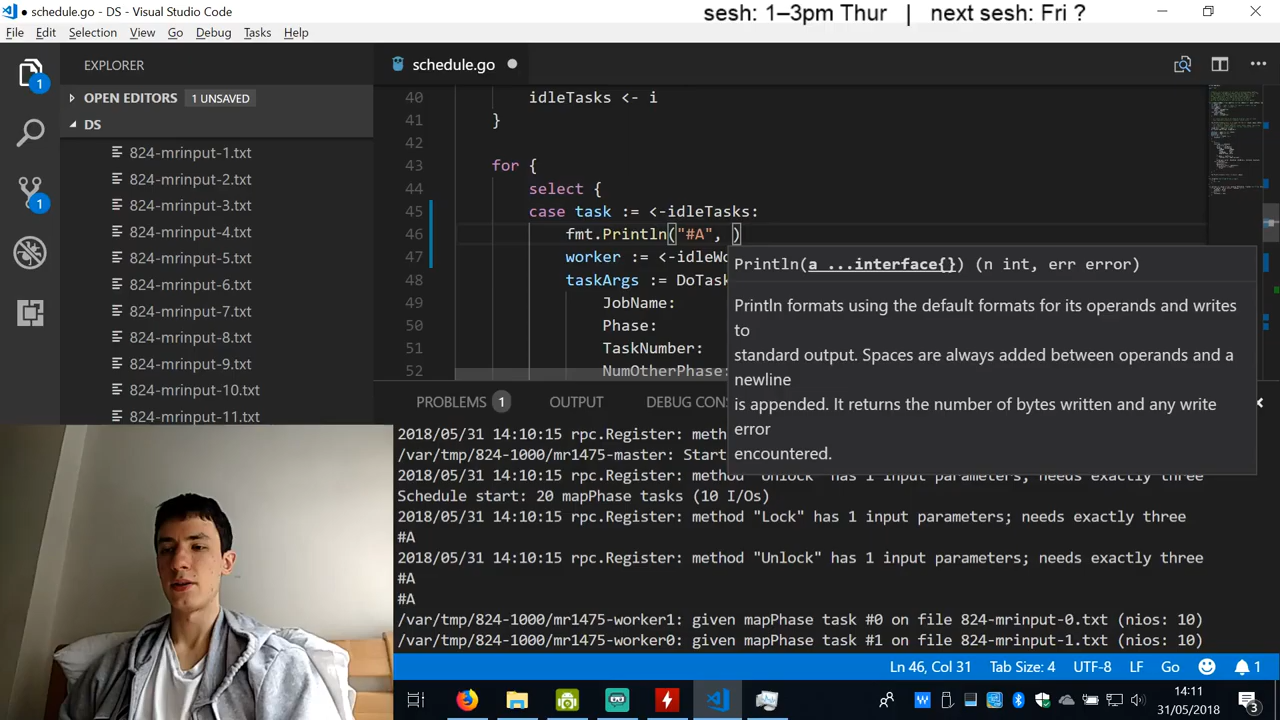 schedule.go - DS - Visual Studio Code
sesh: 1–3pm Thur | next sesh: Fri ?
File Edit Selection View Go Debug Tasks Help
1
1
EXPLORER
OPEN EDITORS 1 UNSAVED
DS
824-mrinput-1.txt
824-mrinput-2.txt
824-mrinput-3.txt
824-mrinput-4.txt
824-mrinput-5.txt
824-mrinput-6.txt
824-mrinput-7.txt
824-mrinput-8.txt
824-mrinput-9.txt
824-mrinput-10.txt
824-mrinput-11.txt
schedule.go
40 idleTasks <- i
41 }
42
43 for {
44 select {
45 case task := <-idleTasks:
46 fmt.Println("#A", )
47 worker := <-idleWo
48 taskArgs := DoTask
49 JobName:
50 Phase:
51 TaskNumber:
52 NumOtherPhase:
Println(a ...interface{}) (n int, err error)
Println formats using the default formats for its operands and writes
to
standard output. Spaces are always added between operands and a
newline
is appended. It returns the number of bytes written and any write
error
encountered.
PROBLEMS 1 OUTPUT DEBUG CONS
2018/05/31 14:10:15 rpc.Register: meth
/var/tmp/824-1000/mr1475-master: Start
2018/05/31 14:10:15 rpc.Register: method "Unlock" has 1 input parameters; needs exactly three
Schedule start: 20 mapPhase tasks (10 I/Os)
2018/05/31 14:10:15 rpc.Register: method "Lock" has 1 input parameters; needs exactly three
#A
2018/05/31 14:10:15 rpc.Register: method "Unlock" has 1 input parameters; needs exactly three
#A
#A
/var/tmp/824-1000/mr1475-worker1: given mapPhase task #0 on file 824-mrinput-0.txt (nios: 10)
/var/tmp/824-1000/mr1475-worker0: given mapPhase task #1 on file 824-mrinput-1.txt (nios: 10)
Ln 46, Col 31 Tab Size: 4 UTF-8 LF Go 1
14:11
31/05/2018
3